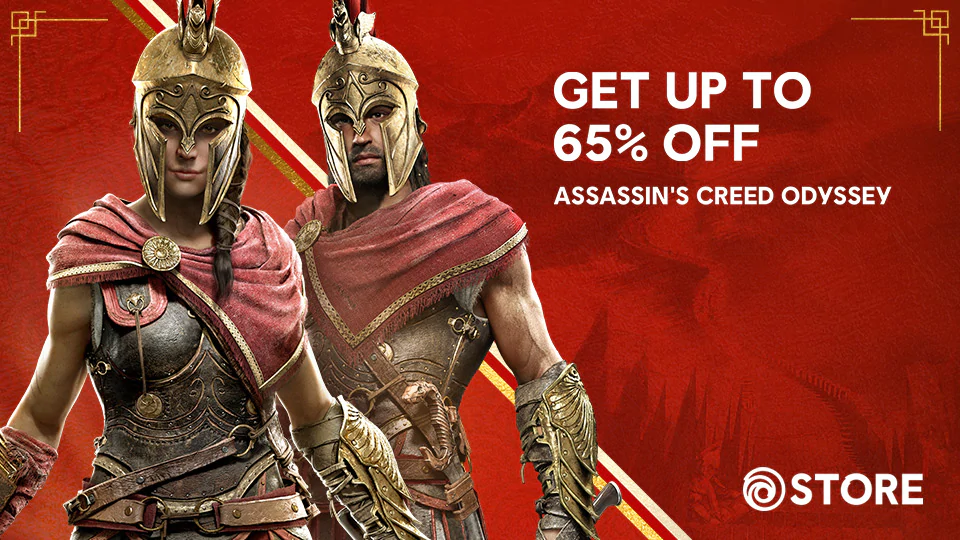 GET UP TO
65% OFF
ASSASSIN'S CREED ODYSSEY
STORE